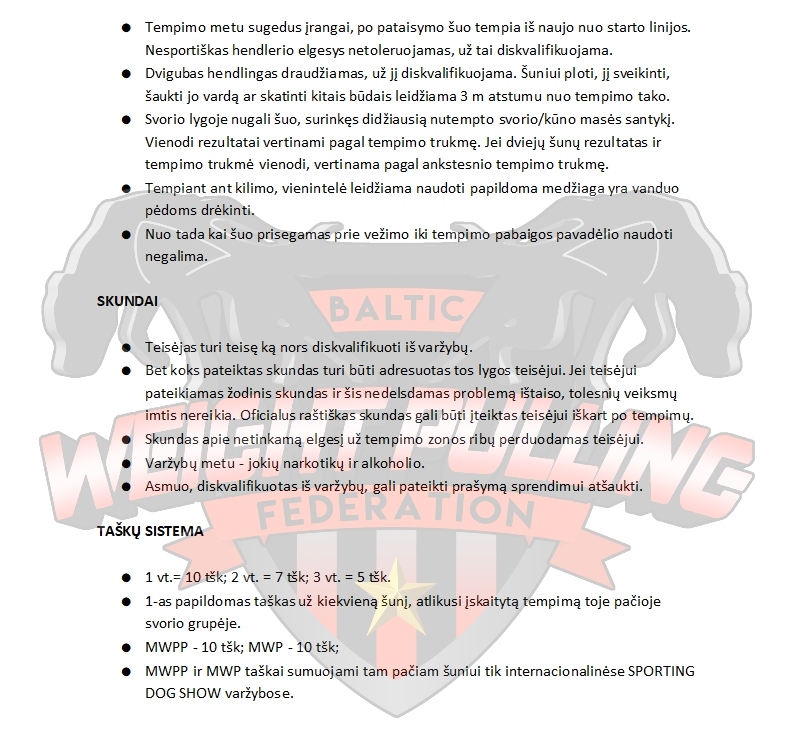 ● Tempimo metu sugedus įrangai, po pataisymo šuo tempia iš naujo nuo starto linijos.
Nesportiškas hendlerio elgesys netoleruojamas, už tai diskvalifikuojama.
● Dvigubas hendlingas draudžiamas, už jį diskvalifikuojama. Šuniui ploti, jį sveikinti,
šaukti jo vardą ar skatinti kitais būdais leidžiama 3 m atstumu nuo tempimo tako.
● Svorio lygoje nugali šuo, surinkęs didžiausią nutempto svorio/kūno masės santykį.
Vienodi rezultatai vertinami pagal tempimo trukmę. Jei dviejų šunų rezultatas ir
tempimo trukmė vienodi, vertinama pagal ankstesnio tempimo trukmę.
● Tempiant ant kilimo, vienintelė leidžiama naudoti papildoma medžiaga yra vanduo
pėdoms drėkinti.
● Nuo tada kai šuo prisegamas prie vežimo iki tempimo pabaigos pavadėlio naudoti
negalima.
SKUNDAI
BALTIC
● Teisėjas turi teisę ką nors diskvalifikuoti iš varžybų.
● Bet koks pateiktas skundas turi būti adresuotas tos lygos teisėjui. Jei teisėjui
pateikiamas žodinis skundas ir šis nedelsdamas problemą ištaiso, tolesnių veiksmų
imtis nereikia. Oficialus raštiškas skundas gali būti įteiktas teisėjui iškart po tempimų.
WEIGHT PULLING
● Skundas apie netinkamą elgesį už tempimo zonos ribų perduodamas teisėjui.
● Varžybų metu - jokių narkotikų ir alkoholio.
● Asmuo, diskvalifikuotas iš varžybų, gali pateikti prašymą sprendimui atšaukti.
FEDERATION
TAŠKŲ SISTEMA
● 1 vt.= 10 tšk; 2 vt. = 7 tšk; 3 vt. = 5 tšk.
● 1-as papildomas taškas už kiekvieną šunį, atlikusį įskaitytą tempimą toje pačioje
svorio grupėje.
● MWPP - 10 tšk; MWP - 10 tšk;
● MWPP ir MWP taškai sumuojami tam pačiam šuniui tik internacionalinėse SPORTING
DOG SHOW varžybose.